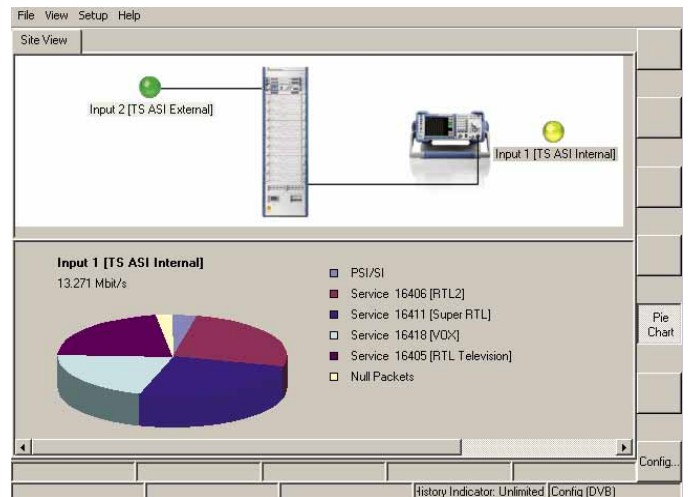 File View Setup Help
Site View
Input 2 [TS ASI External]
Input 1 [TS ASI Internal]
Input 1 [TS ASI Internal]
13.271 Mbit/s
PSI/SI
Service 16406 [RTL2]
Service 16411 [Super RTL]
Service 16418 [VOX]
Service 16405 [RTL Television]
Null Packets
Pie
Chart
Config...
History Indicator: Unlimited Config (DVB)